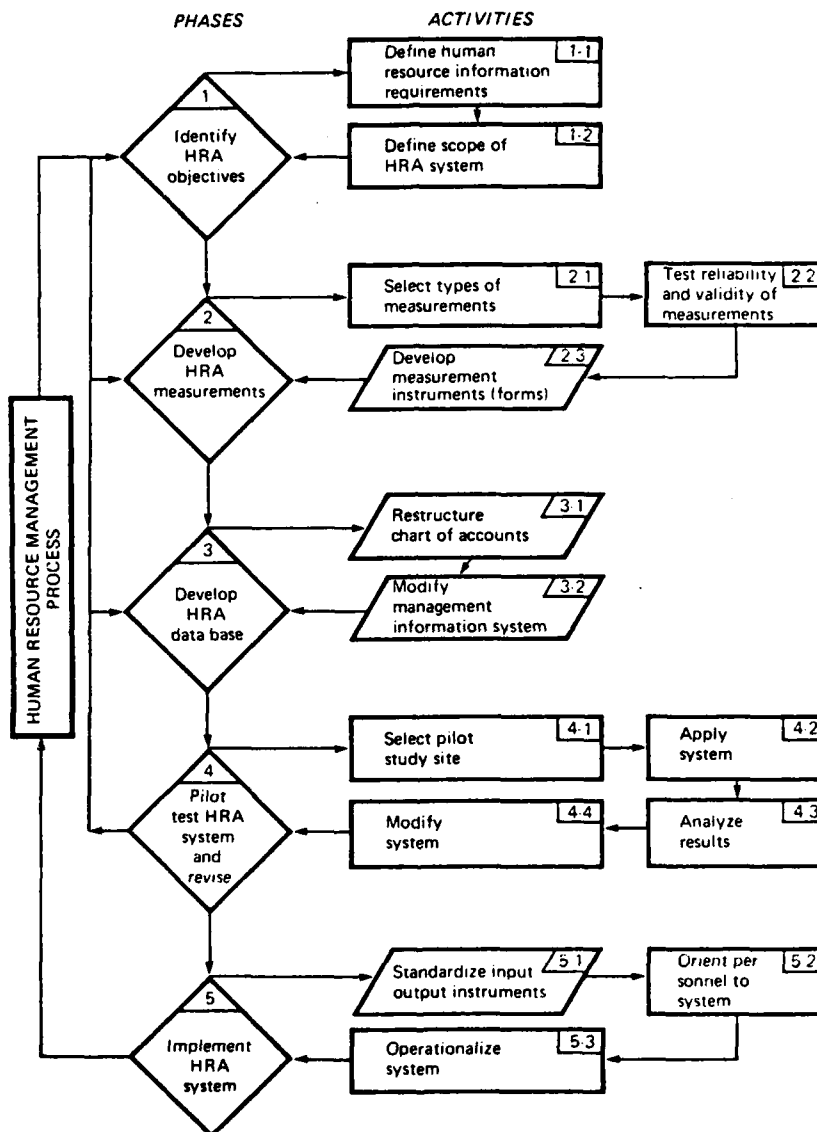 PHASES
ACTIVITIES
1
Identify
HRA
objectives
Define human
resource information
requirements
1-1
Define scope of
HRA system
1-2
2
Develop
HRA
measurements
Select types of
measurements
2.1
Test reliability
and validity of
measurements
2.2
Develop
measurement
instruments (forms)
2.3
3
Develop
HRA
data base
Restructure
chart of accounts
3-1
Modify
management
information system
3-2
4
Pilot
test HRA
system
and
revise
Select pilot
study site
4-1
Apply
system
4-2
Analyze
results
4-3
Modify
system
4-4
5
Implement
HRA
system
Standardize input
output instruments
5.1
Orient per
sonnel to
system
5.2
Operationalize
system
5-3
HUMAN RESOURCE MANAGEMENT
PROCESS